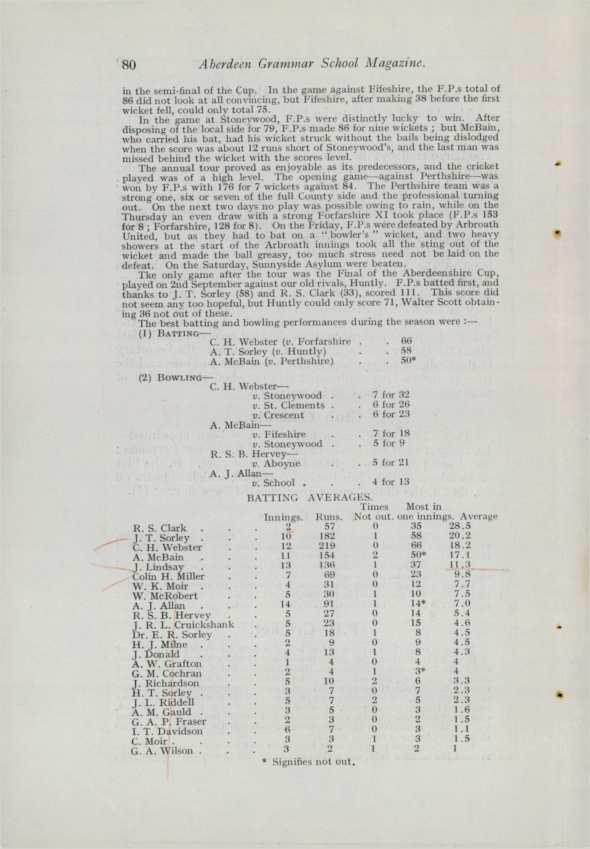 80 Aberdeen Grammar School Magazine.
in the semi-final of the Cup. In the game against Fifeshire, the F.P.s total of
86 did not look at all convincing, but Fifeshire, after making 38 before the first
wicket fell, could only total 75.
In the game at Stoneywood, F.P.s were distinctly lucky to win. After
disposing of the local side for 79, F.P.s made 86 for nine wickets ; but McBain,
who carried his bat, had his wicket struck without the bails being dislodged
when the score was about 12 runs short of Stoneywood's, and the last man was
missed behind the wicket with the scores level.
The annual tour proved as enjoyable as its predecessors, and the cricket
played was of a high level. The opening game—against Perthshire—was
won by F.P.s with 176 for 7 wickets against 84. The Perthshire team was a
strong one, six or seven of the full County side and the professional turning
out. On the next two days no play was possible owing to rain, while on the
Thursday an even draw with a strong Forfarshire XI took place (F.P.s 153
for 8 ; Forfarshire, 128 for 8). On the Friday, F.P.s were defeated by Arbroath
United, but as they had to bat on a " bowler's " wicket, and two heavy
showers at the start of the Arbroath innings took all the sting out of the
wicket and made the ball greasy, too much stress need not be laid on the
defeat. On the Saturday, Sunnyside Asylum were beaten.
The only game after the tour was the Final of the Aberdeenshire Cup,
played on 2nd September against our old rivals, Huntly. F.P.s batted first, and
thanks to J. T. Sorley (58) and R. S. Clark (33), scored 111. This score did
not seem any too hopeful, but Huntly could only score 71, Walter Scott obtain-
ing 36 not out of these.
The best batting and bowling performances during the season were :—
(1) BATTING—
C. H. Webster (v. Forfarshire . . 66
A. T. Sorley (v. Huntly) . . 58
A. McBain (v. Perthshire) . . 50*
(2) BOWLING—
C. H. Webster—
v. Stoneywood . . 7 for 32
v. St. Clements . . 6 for 26
v. Crescent . . 6 for 23
A. McBain—
v. Fifeshire . . 7 for 18
v. Stoneywood . . 5 for 9
R. S. B. Hervey—
v. Aboyne . . 5 for 21
A. J. Allan—
v. School . . . 4 for 13
BATTING AVERAGES.
Times Most in
Innings. Runs. Not out. one innings. Average
R. S. Clark . . . 2 57 0 35 28.5
J. T. Sorley . . . 10 182 1 58 20.2
C. H. Webster . . 12 219 0 66 18.2
A. McBain . . . 11 154 2 50* 17.1
J. Lindsay . . . 13 136 1 37 11.3
Colin H. Miller . . 7 69 0 23 9.8
W. K. Moir . . . 4 31 0 12 7.7
W. McRobert . . 5 30 1 10 7.5
A. J. Allan . . . 14 91 1 14* 7.0
R. S. B. Hervey . . . 5 27 0 14 5.4
J. R. L. Cruickshank . 5 23 0 15 4.6
Dr. E. R. Sorley . . 5 18 1 8 4.5
H. J. Milne . . . 2 9 0 9 4.5
J. Donald . . . 4 13 1 8 4.3
A. W. Grafton . . 1 4 0 4 4
G. M. Cochran . . 2 4 1 3* 4
J. Richardson . . 5 10 2 6 3.3
H. T. Sorley . . . 3 7 0 7 2.3
J. L. Riddell . . 5 7 2 5 2.3
A. M. Gauld . . . 3 5 0 3 1.6
G. A. P. Fraser . . 2 3 0 2 1.5
I. T. Davidson . . 6 7 0 3 1.1
C. Moir . . . . 3 3 1 3 1.5
G. A. Wilson . . . 3 2 1 2 1
* Signifies not out.